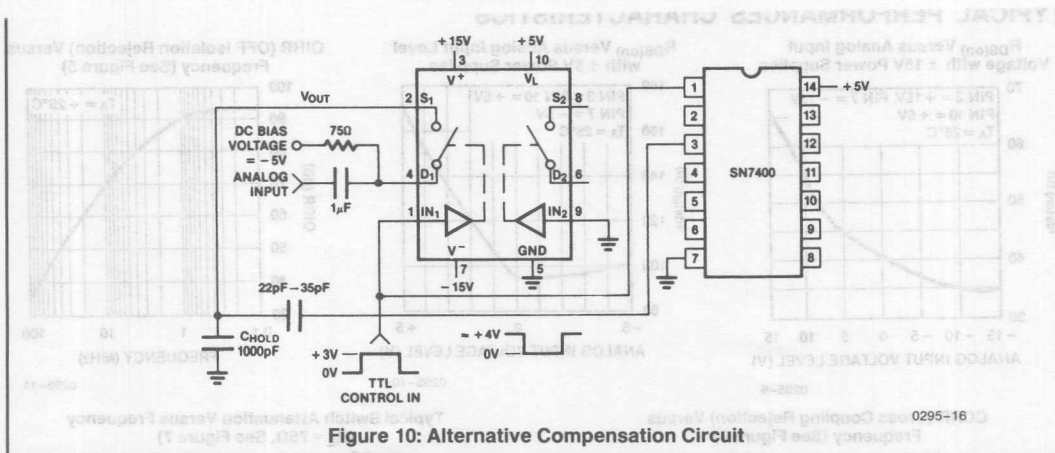 +15V
+5V
3
10
V+
VL
VOUT
2
S1
S2
8
DC BIAS
VOLTAGE
= −5V
75Ω
ANALOG
INPUT
1μF
4
D1
D2
6
1
IN1
IN2
9
V−
GND
7
5
−15V
22pF→35pF
CHOLD
1000pF
+3V
0V
TTL
CONTROL IN
≈ +4V
0V
1
2
3
4
5
6
7
SN7400
14
13
12
11
10
9
8
+5V
0295–16
Figure 10: Alternative Compensation Circuit